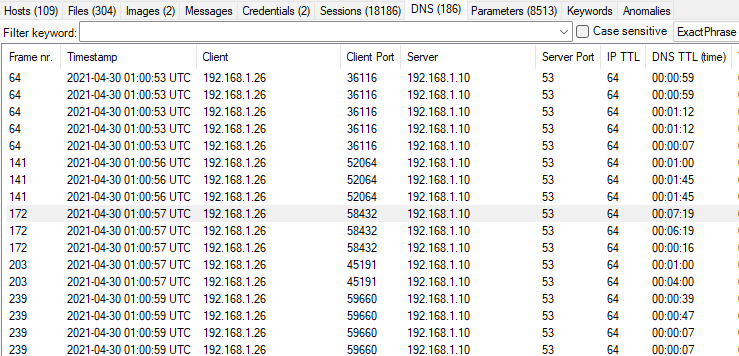 Hosts (109) Files (304) Images (2) Messages Credentials (2) Sessions (18186) DNS (186) Parameters (8513) Keywords Anomalies
Filter keyword: Case sensitive ExactPhrase
Frame nr. Timestamp Client Client Port Server Server Port IP TTL DNS TTL (time)
64 2021-04-30 01:00:53 UTC 192.168.1.26 36116 192.168.1.10 53 64 00:00:59
64 2021-04-30 01:00:53 UTC 192.168.1.26 36116 192.168.1.10 53 64 00:00:59
64 2021-04-30 01:00:53 UTC 192.168.1.26 36116 192.168.1.10 53 64 00:01:12
64 2021-04-30 01:00:53 UTC 192.168.1.26 36116 192.168.1.10 53 64 00:01:12
64 2021-04-30 01:00:53 UTC 192.168.1.26 36116 192.168.1.10 53 64 00:00:07
141 2021-04-30 01:00:56 UTC 192.168.1.26 52064 192.168.1.10 53 64 00:01:00
141 2021-04-30 01:00:56 UTC 192.168.1.26 52064 192.168.1.10 53 64 00:01:45
141 2021-04-30 01:00:56 UTC 192.168.1.26 52064 192.168.1.10 53 64 00:01:45
172 2021-04-30 01:00:57 UTC 192.168.1.26 58432 192.168.1.10 53 64 00:07:19
172 2021-04-30 01:00:57 UTC 192.168.1.26 58432 192.168.1.10 53 64 00:06:19
172 2021-04-30 01:00:57 UTC 192.168.1.26 58432 192.168.1.10 53 64 00:00:16
203 2021-04-30 01:00:57 UTC 192.168.1.26 45191 192.168.1.10 53 64 00:01:00
203 2021-04-30 01:00:57 UTC 192.168.1.26 45191 192.168.1.10 53 64 00:04:00
239 2021-04-30 01:00:59 UTC 192.168.1.26 59660 192.168.1.10 53 64 00:00:39
239 2021-04-30 01:00:59 UTC 192.168.1.26 59660 192.168.1.10 53 64 00:00:47
239 2021-04-30 01:00:59 UTC 192.168.1.26 59660 192.168.1.10 53 64 00:00:07
239 2021-04-30 01:00:59 UTC 192.168.1.26 59660 192.168.1.10 53 64 00:00:07